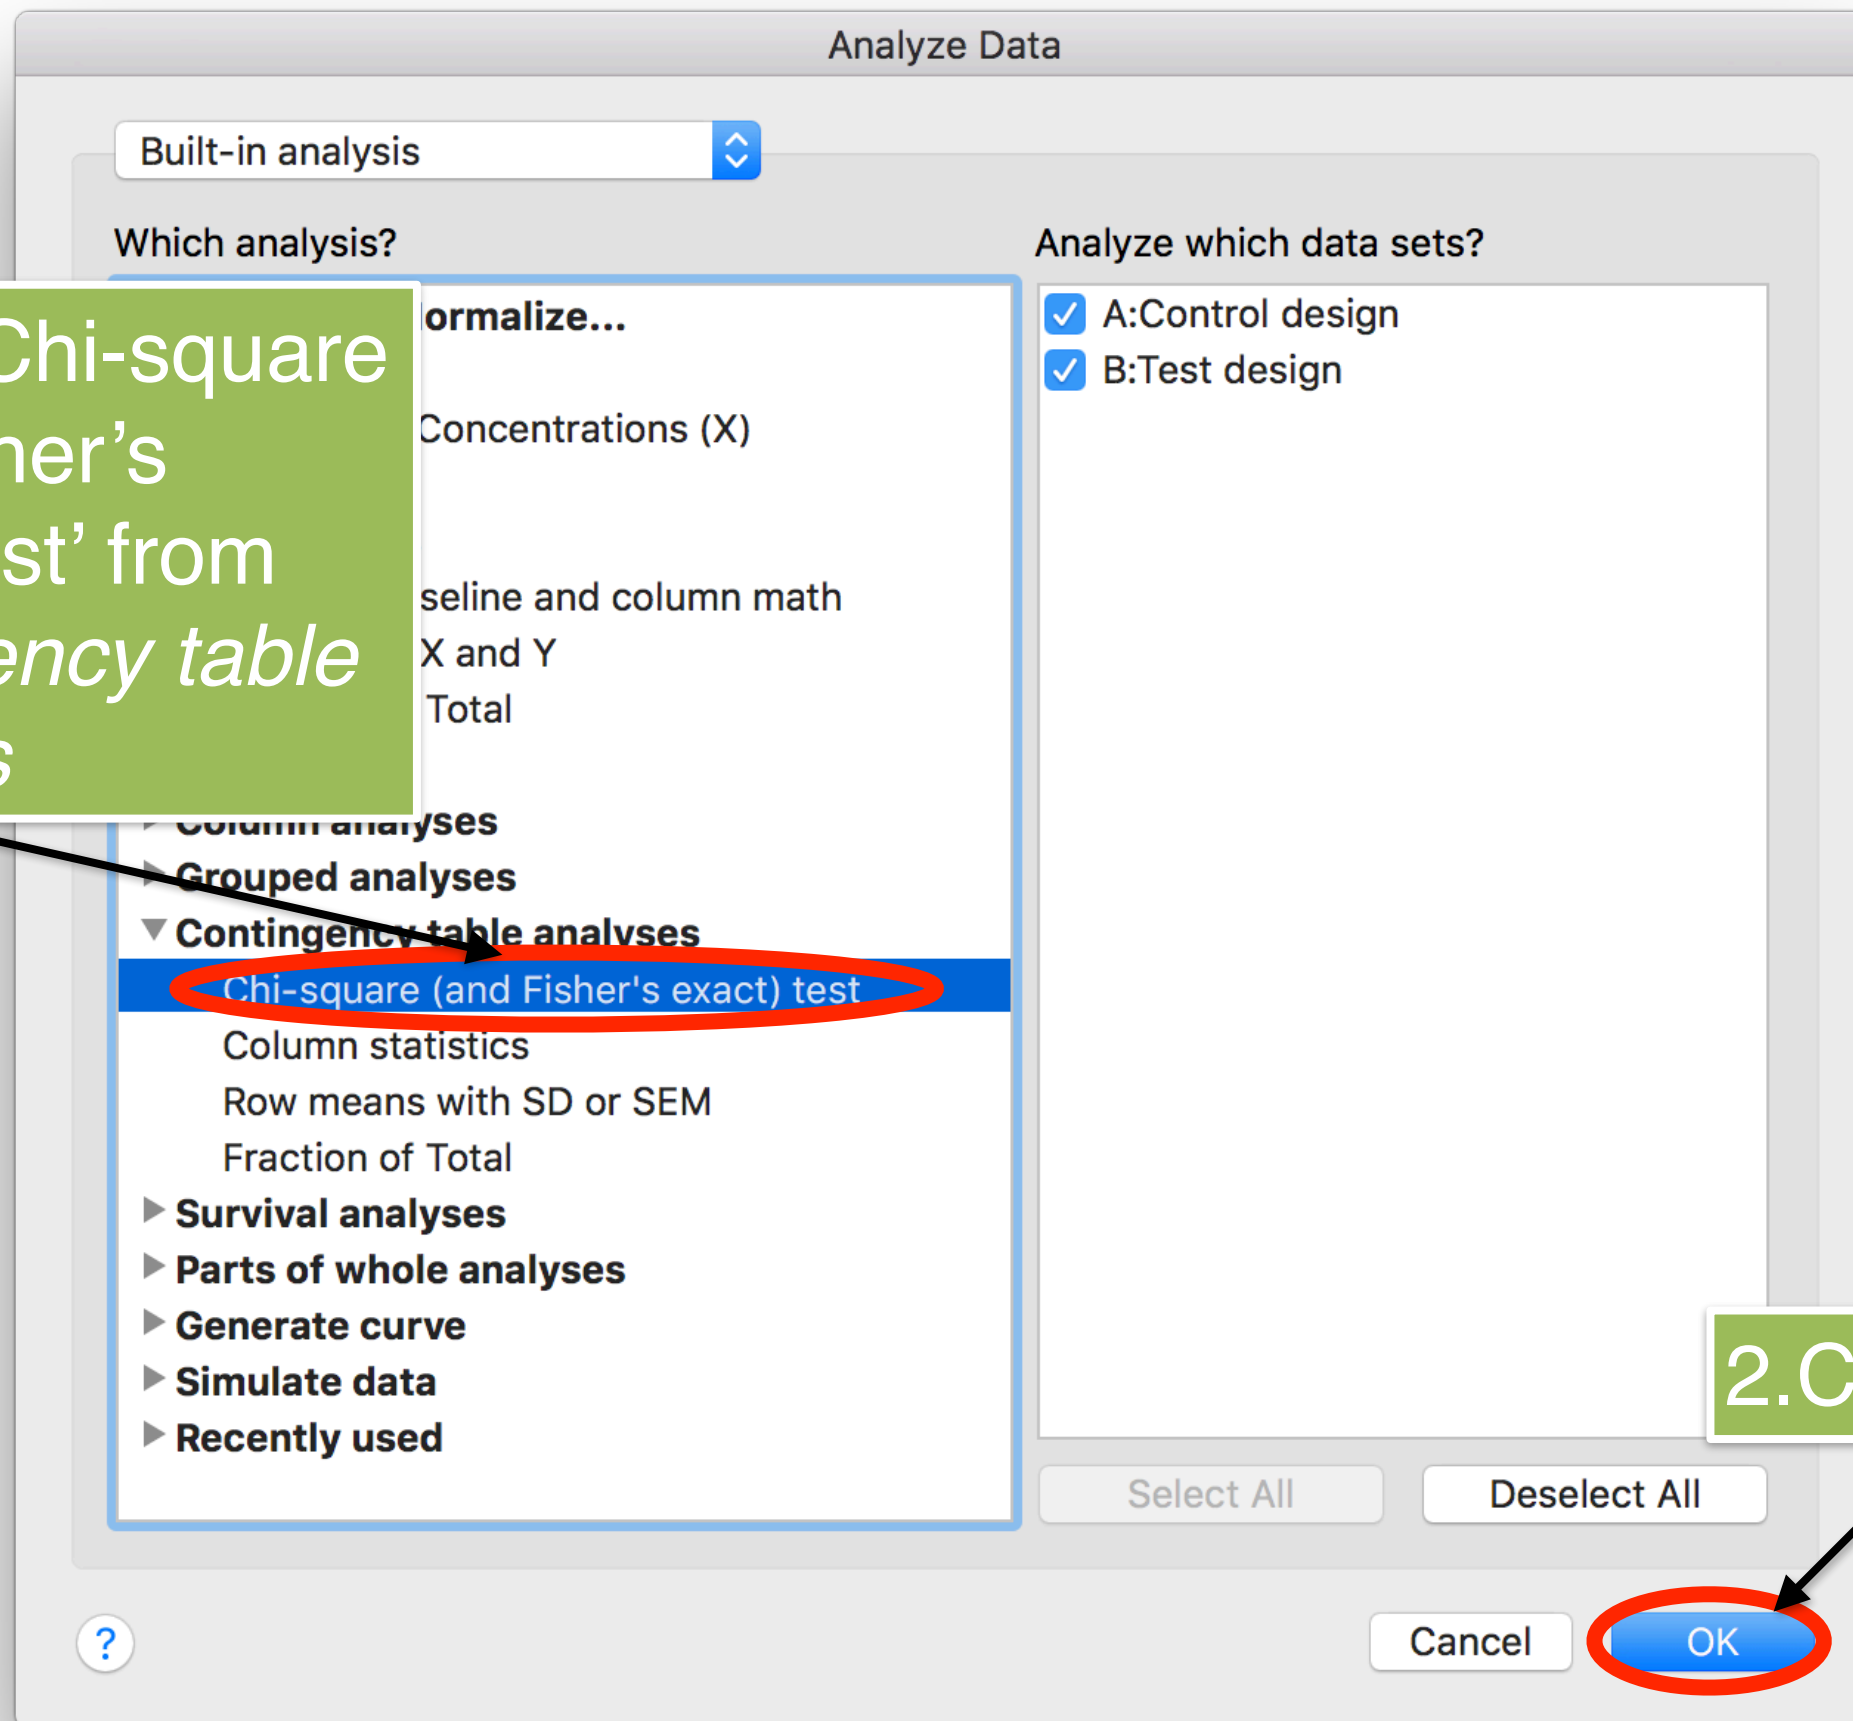 Analyze Data
Built-in analysis
Which analysis?
Analyze which data sets?
Chi-square
ner's
st' from
ency table
s
ormalize...
Concentrations (X)
seline and column math
X and Y
Total
Column analyses
Grouped analyses
Contingency table analyses
Chi-square (and Fisher's exact) test
Column statistics
Row means with SD or SEM
Fraction of Total
Survival analyses
Parts of whole analyses
Generate curve
Simulate data
Recently used
A:Control design
B:Test design
2.C
Select All
Deselect All
?
Cancel
OK